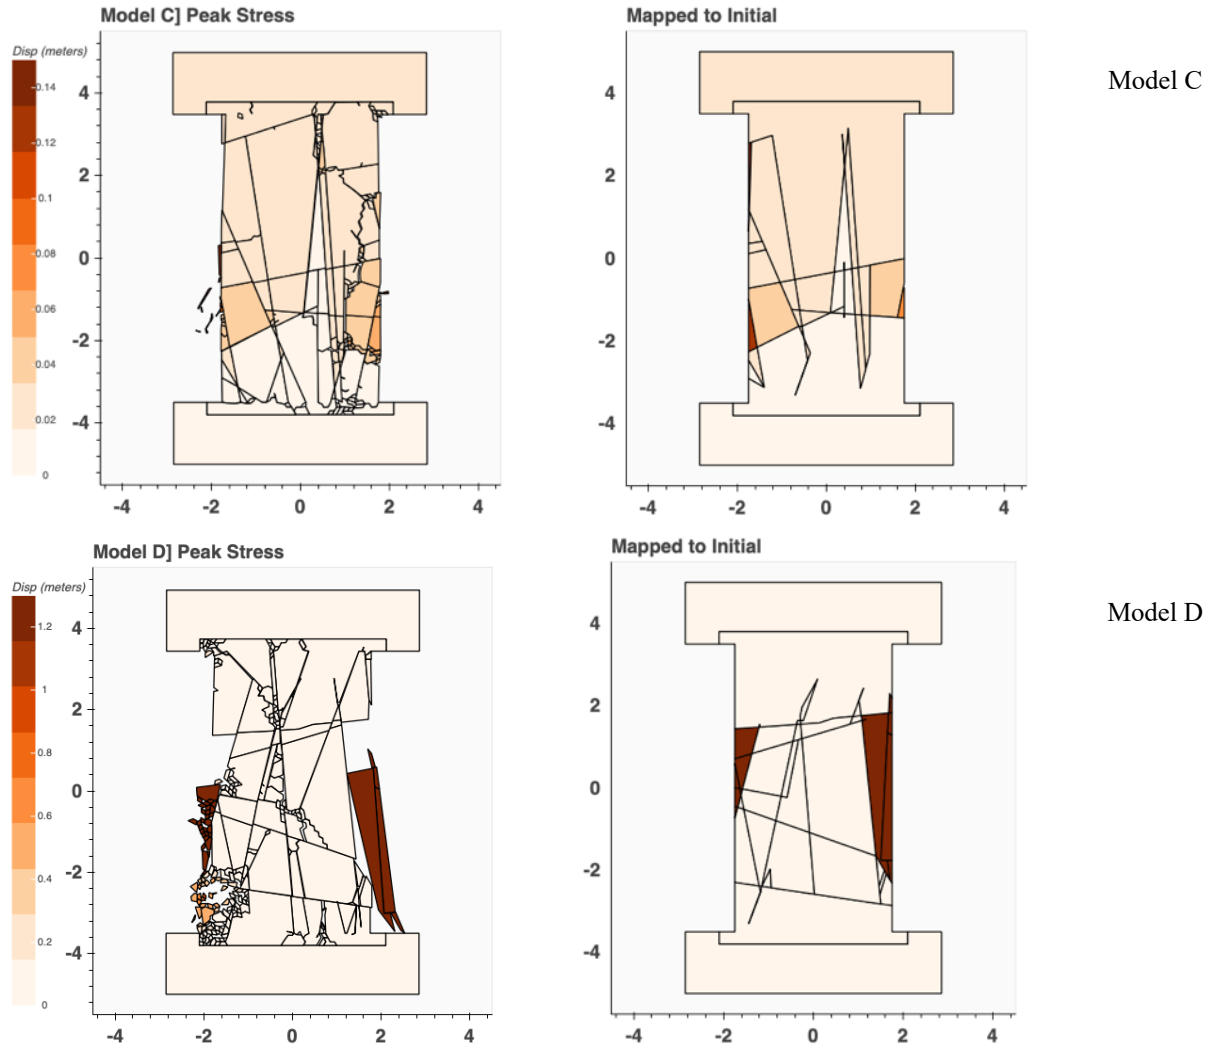 Model C] Peak Stress
Mapped to Initial
Disp (meters)
Model C
0.14
0.12
0.1
0.08
0.06
0.04
0.02
0
4
2
0
-2
-4
4
2
0
-2
-4
-4 -2 0 2 4
-4 -2 0 2 4
Model D] Peak Stress
Mapped to Initial
Disp (meters)
Model D
1.2
1
0.8
0.6
0.4
0.2
0
4
2
0
-2
-4
4
2
0
-2
-4
-4 -2 0 2 4
-4 -2 0 2 4